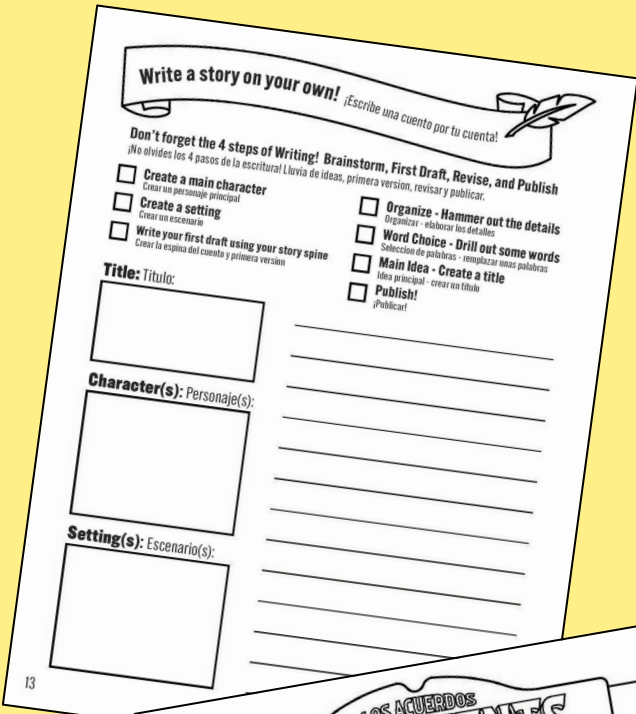 Write a story on your own! ¡Escribe una cuento por tu cuenta!
Don't forget the 4 steps of Writing! Brainstorm, First Draft, Revise, and Publish
¡No olvides los 4 pasos de la escritura! Lluvia de ideas, primera version, revisar y publicar.
Create a main character
Crear un personaje principal
Create a setting
Crear un escenario
Write your first draft using your story spine
Crear la espina del cuento y primera version
Organize - Hammer out the details
Organizar - elaborar los detalles
Word Choice - Drill out some words
Seleccion de palabras - remplazar unas palabras
Main Idea - Create a title
Idea principal - crear un titulo
Publish!
¡Publicar!
Title: Titulo:
Character(s): Personaje(s):
Setting(s): Escenario(s):
13
OS ACUERDOS